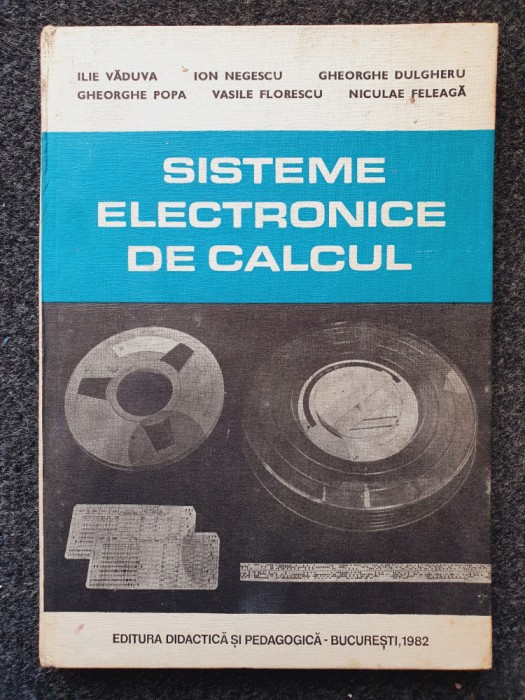 ILIE VĂDUVA ION NEGESCU GHEORGHE DULGHERU
GHEORGHE POPA VASILE FLORESCU NICULAE FELEAGĂ
SISTEME
ELECTRONICE
DE CALCUL
EDITURA DIDACTICĂ ȘI PEDAGOGICĂ - BUCUREȘTI, 1982